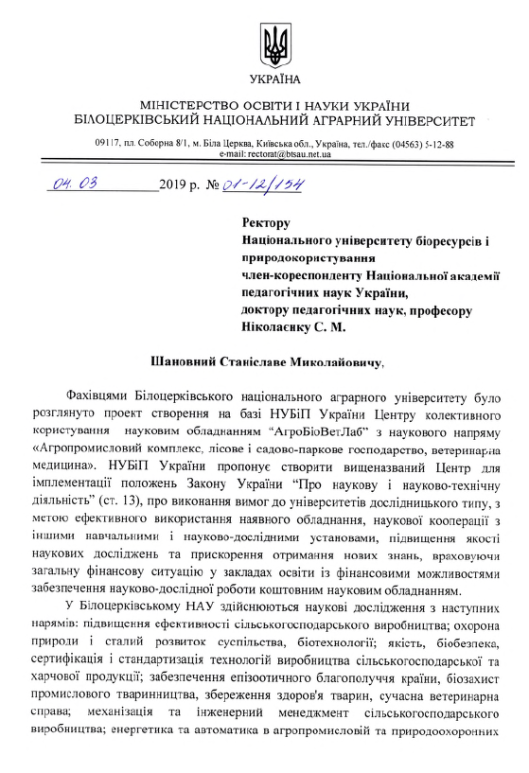 УКРАЇНА
МІНІСТЕРСТВО ОСВІТИ І НАУКИ УКРАЇНИ
БІЛОЦЕРКІВСЬКИЙ НАЦІОНАЛЬНИЙ АГРАРНИЙ УНІВЕРСИТЕТ
09117, пл. Соборна 8/1, м. Біла Церква, Київська обл., Україна, тел./факс (04563) 5-12-88
e-mail: rectorat@btsau.net.ua
04.03 2019 р. № 01-12/154
Ректору
Національного університету біоресурсів і
природокористування
член-кореспонденту Національної академії
педагогічних наук України,
доктору педагогічних наук, професору
Ніколаєнку С. М.
Шановний Станіславе Миколайовичу,
Фахівцями Білоцерківського національного аграрного університету було
розглянуто проект створення на базі НУБіП України Центру колективного
користування науковим обладнанням “АгроБіоВетЛаб” з наукового напряму
«Агропромисловий комплекс, лісове і садово-паркове господарство, ветеринарна
медицина». НУБіП України пропонує створити вищеназваний Центр для
імплементації положень Закону України “Про наукову і науково-технічну
діяльність” (ст. 13), про виконання вимог до університетів дослідницького типу, з
метою ефективного використання наявного обладнання, наукової кооперації з
іншими навчальними і науково-дослідними установами, підвищення якості
наукових досліджень та прискорення отримання нових знань, враховуючи
загальну фінансову ситуацію у закладах освіти із фінансовими можливостями
забезпечення науково-дослідної роботи коштовним науковим обладнанням.
У Білоцерківському НАУ здійснюються наукові дослідження з наступних
нарямів: підвищення ефективності сільськогосподарського виробництва; охорона
природи і сталий розвиток суспільства, біотехнології; якість, біобезпека,
сертифікація і стандартизація технологій виробництва сільськогосподарської та
харчової продукції; забезпечення епізоотичного благополуччя країни, біозахист
промислового тваринництва, збереження здоров'я тварин, сучасна ветеринарна
справа; механізація та інженерний менеджмент сільськогосподарського
виробництва; енергетика та автоматика в агропромисловій та природоохоронних